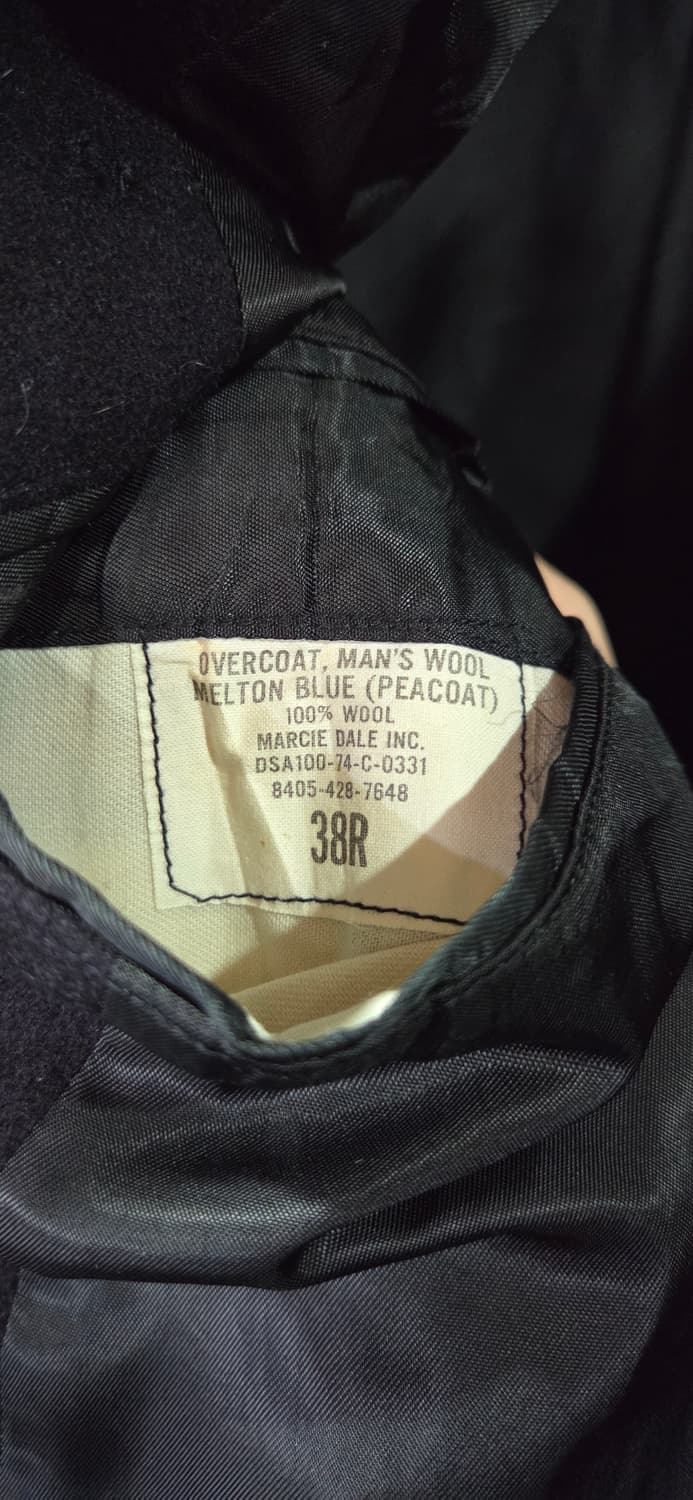 OVERCOAT, MAN'S WOOL
MELTON BLUE (PEACOAT)
100% WOOL
MARCIE DALE INC.
DSA100-74-C-0331
8405-428-7648
38R